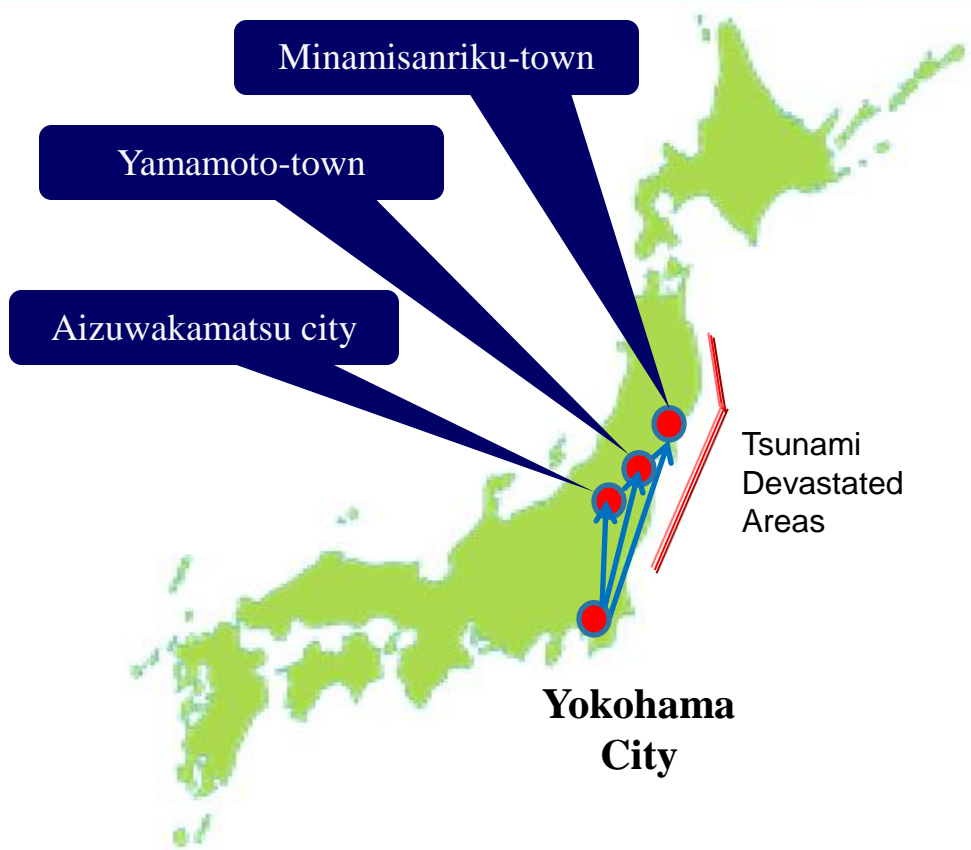 Minamisanriku-town
Yamamoto-town
Aizuwakamatsu city
Tsunami
Devastated
Areas
Yokohama
City